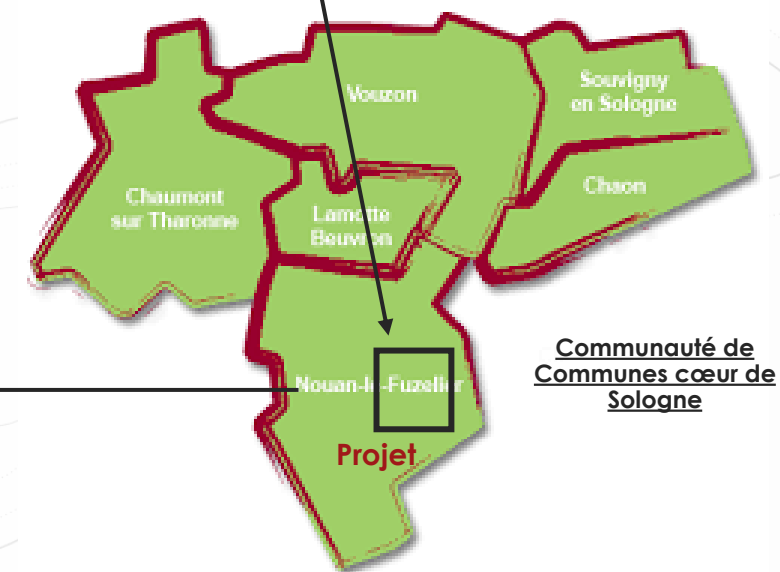 Vouzon
Souvigny
en Sologne
Chaon
Chaumont
sur Tharonne
Lamotte
Beuvron
Nouan-le-Fuzelier
Projet
Communauté de
Communes cœur de
Sologne